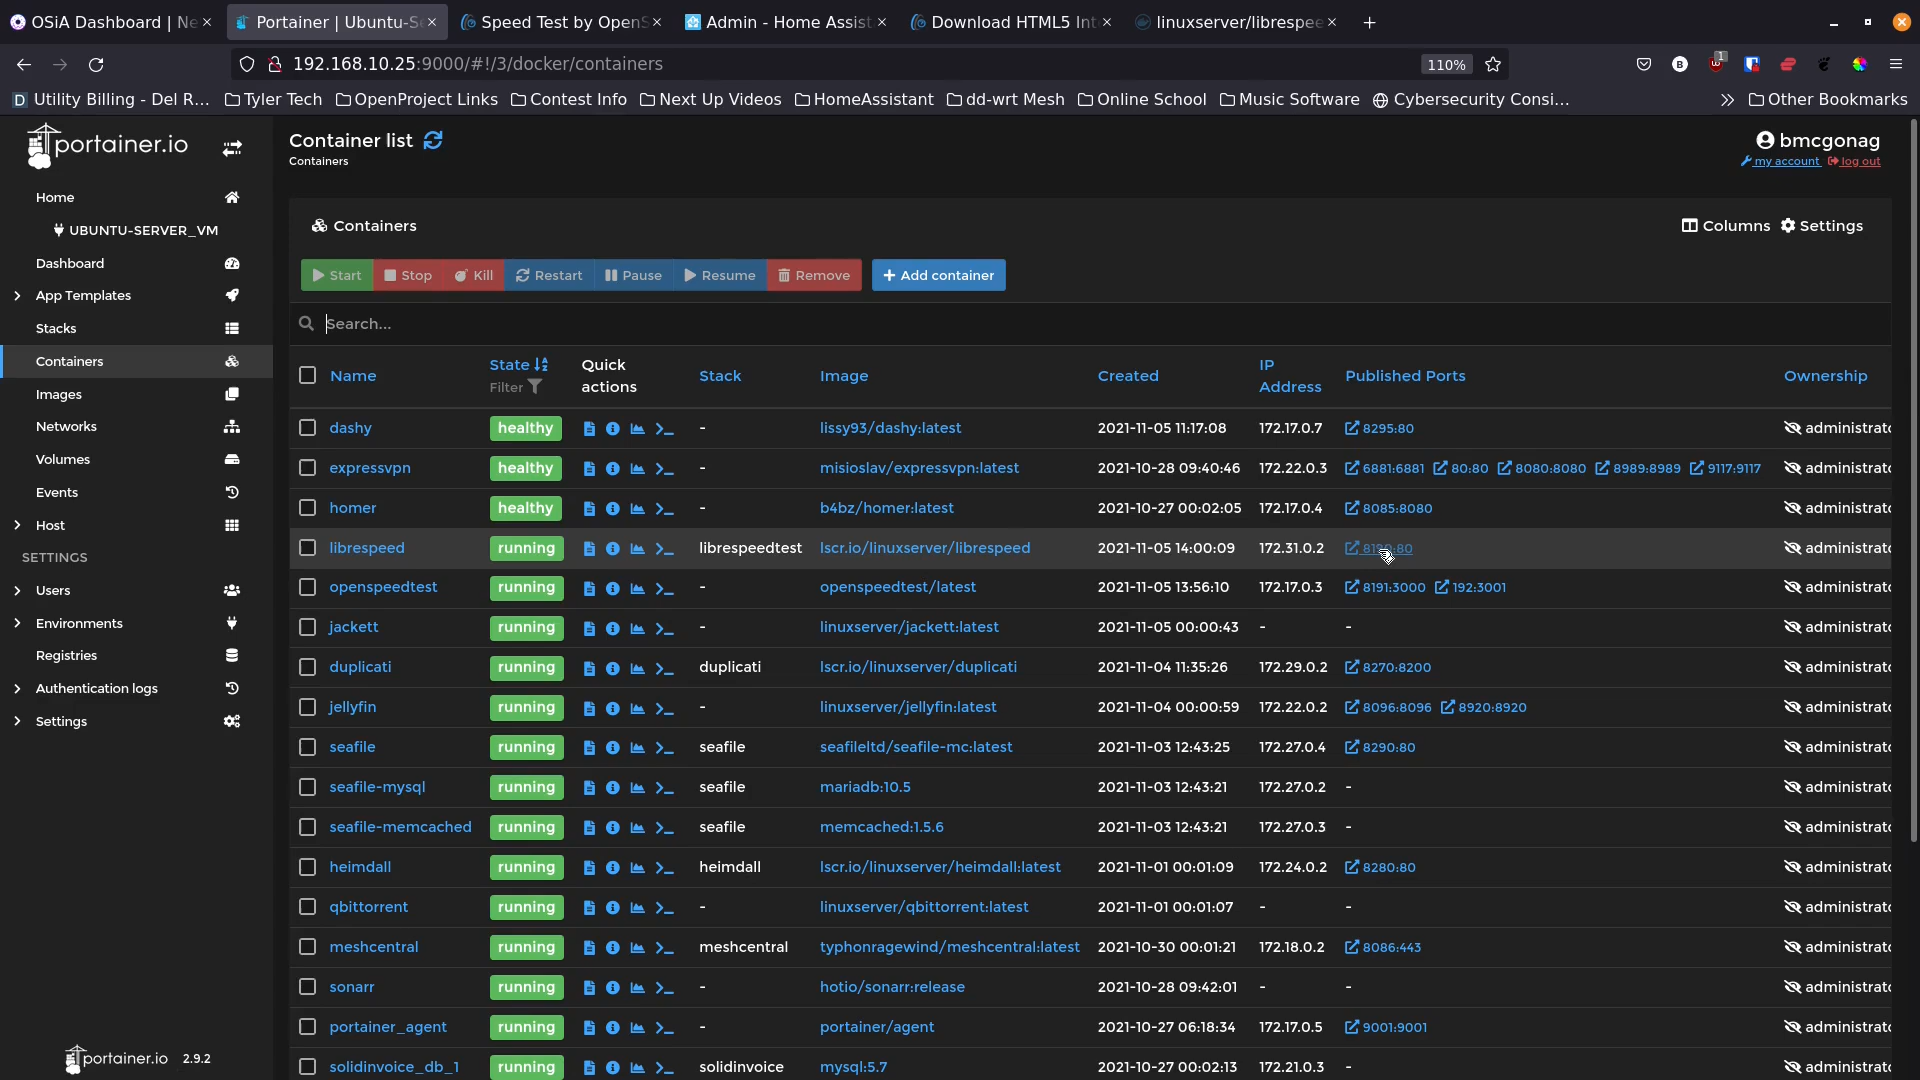 OSiA Dashboard | Ne
Portainer | Ubuntu-Se
Speed Test by OpenS
Admin - Home Assist
Download HTML5 Int
linuxserver/librespee
192.168.10.25:9000/#!/3/docker/containers
110%
1
Utility Billing - Del R...
Tyler Tech
OpenProject Links
Contest Info
Next Up Videos
HomeAssistant
dd-wrt Mesh
Online School
Music Software
Cybersecurity Consi...
Other Bookmarks
portainer.io
Home
UBUNTU-SERVER_VM
Dashboard
App Templates
Stacks
Containers
Images
Networks
Volumes
Events
Host
SETTINGS
Users
Environments
Registries
Authentication logs
Settings
portainer.io 2.9.2
Container list
Containers
bmcgonag
my account log out
Containers
Columns Settings
Start Stop Kill Restart Pause Resume Remove Add container
Search...
Name State Filter Quick actions Stack Image Created IP Address Published Ports Ownership
dashy healthy - lissy93/dashy:latest 2021-11-05 11:17:08 172.17.0.7 8295:80 administrato
expressvpn healthy - misioslav/expressvpn:latest 2021-10-28 09:40:46 172.22.0.3 6881:6881 80:80 8080:8080 8989:8989 9117:9117 administrato
homer healthy - b4bz/homer:latest 2021-10-27 00:02:05 172.17.0.4 8085:8080 administrato
librespeed running librespeedtest lscr.io/linuxserver/librespeed 2021-11-05 14:00:09 172.31.0.2 administrato
openspeedtest running - openspeedtest/latest 2021-11-05 13:56:10 172.17.0.3 8191:3000 192:3001 administrato
jackett running - linuxserver/jackett:latest 2021-11-05 00:00:43 - - administrato
duplicati running duplicati lscr.io/linuxserver/duplicati 2021-11-04 11:35:26 172.29.0.2 8270:8200 administrato
jellyfin running - linuxserver/jellyfin:latest 2021-11-04 00:00:59 172.22.0.2 8096:8096 8920:8920 administrato
seafile running seafile seafileltd/seafile-mc:latest 2021-11-03 12:43:25 172.27.0.4 8290:80 administrato
seafile-mysql running seafile mariadb:10.5 2021-11-03 12:43:21 172.27.0.2 - administrato
seafile-memcached running seafile memcached:1.5.6 2021-11-03 12:43:21 172.27.0.3 - administrato
heimdall running heimdall lscr.io/linuxserver/heimdall:latest 2021-11-01 00:01:09 172.24.0.2 8280:80 administrato
qbittorrent running - linuxserver/qbittorrent:latest 2021-11-01 00:01:07 - - administrato
meshcentral running meshcentral typhonragewind/meshcentral:latest 2021-10-30 00:01:21 172.18.0.2 8086:443 administrato
sonarr running - hotio/sonarr:release 2021-10-28 09:42:01 - - administrato
portainer_agent running - portainer/agent 2021-10-27 06:18:34 172.17.0.5 9001:9001 administrato
solidinvoice_db_1 running solidinvoice mysql:5.7 2021-10-27 00:02:13 172.21.0.3 - administrato